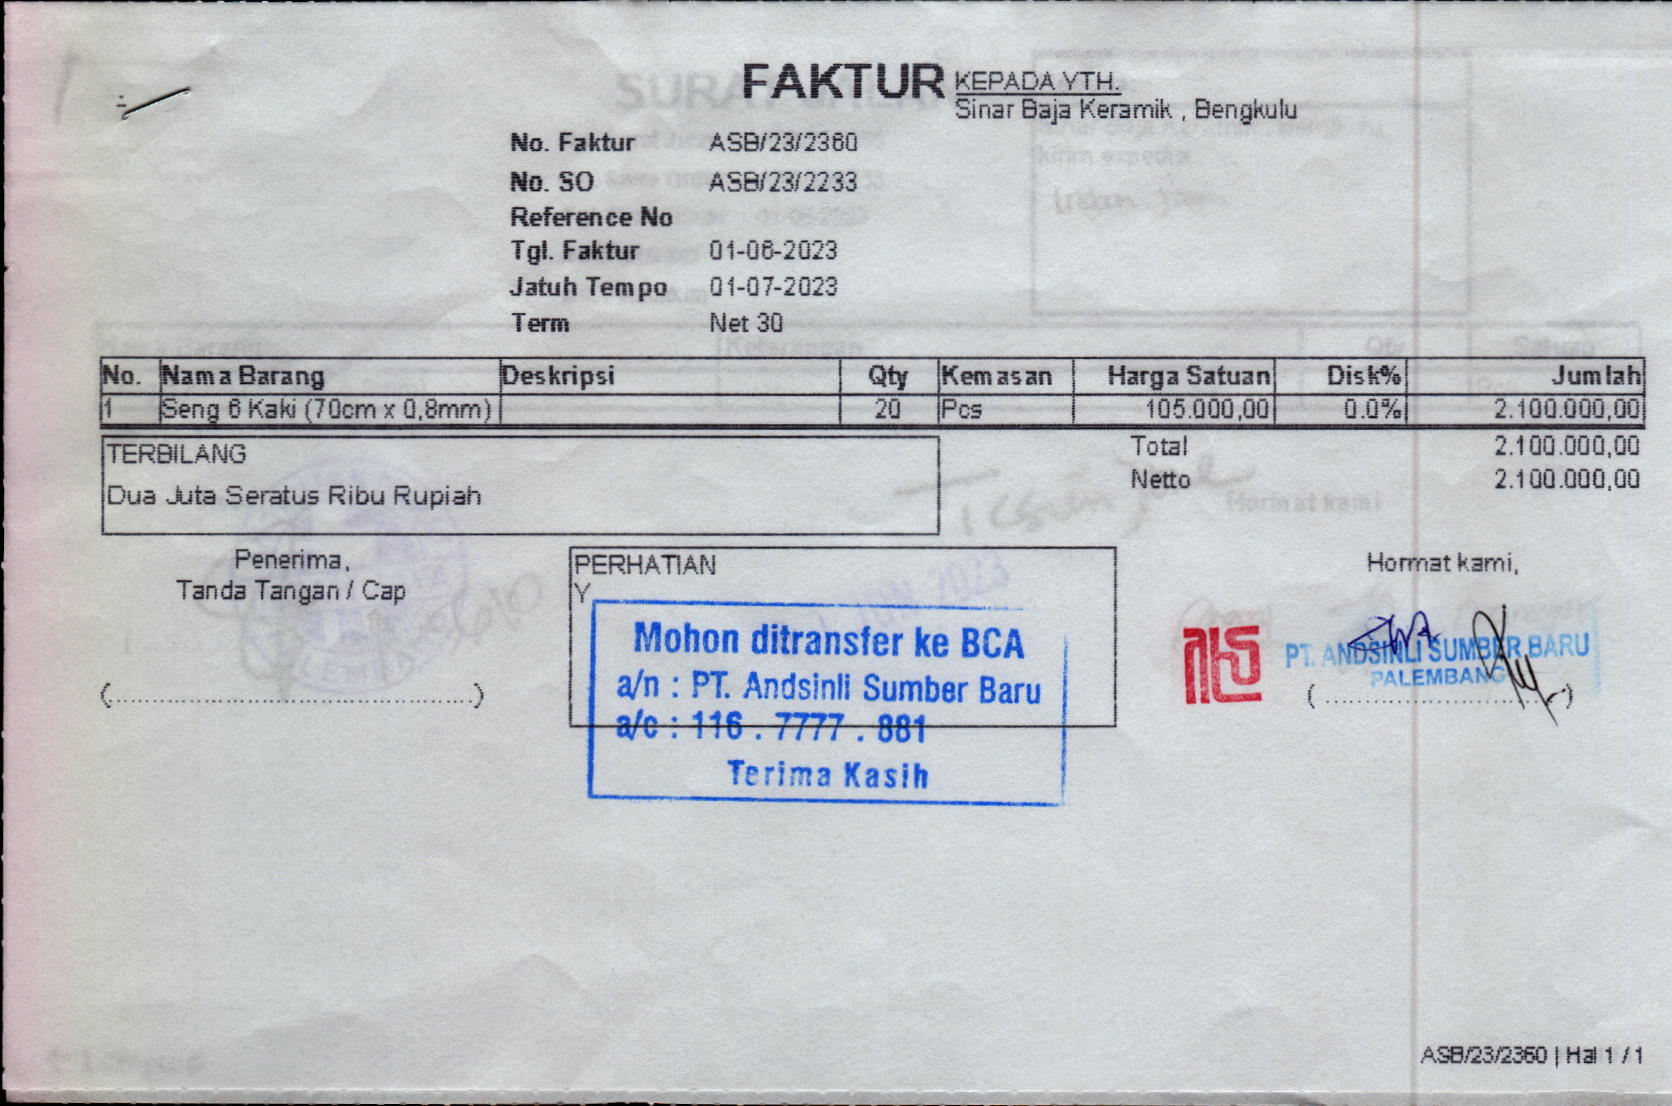 FAKTUR
KEPADA YTH.
Sinar Baja Keramik , Bengkulu
No. Faktur ASB/23/2360
No. SO ASB/23/2233
Reference No
Tgl. Faktur 01-06-2023
Jatuh Tempo 01-07-2023
Term Net 30
No. Nama Barang Deskripsi Qty Kemasan Harga Satuan Disk% Jumlah
1 Seng 6 Kaki (70cm x 0,8mm) 20 Pcs 105.000,00 0.0% 2.100.000,00
TERBILANG
Dua Juta Seratus Ribu Rupiah
Total 2.100.000,00
Netto 2.100.000,00
Penerima,
Tanda Tangan / Cap
(................................................)
PERHATIAN
Y
Mohon ditransfer ke BCA
a/n : PT. Andsinli Sumber Baru
a/c : 116 . 7777 . 881
Terima Kasih
Hormat kami,
PT. ANDSINLI SUMBER BARU
PALEMBANG
(................................)
ASB/23/2360 | Hal 1 / 1